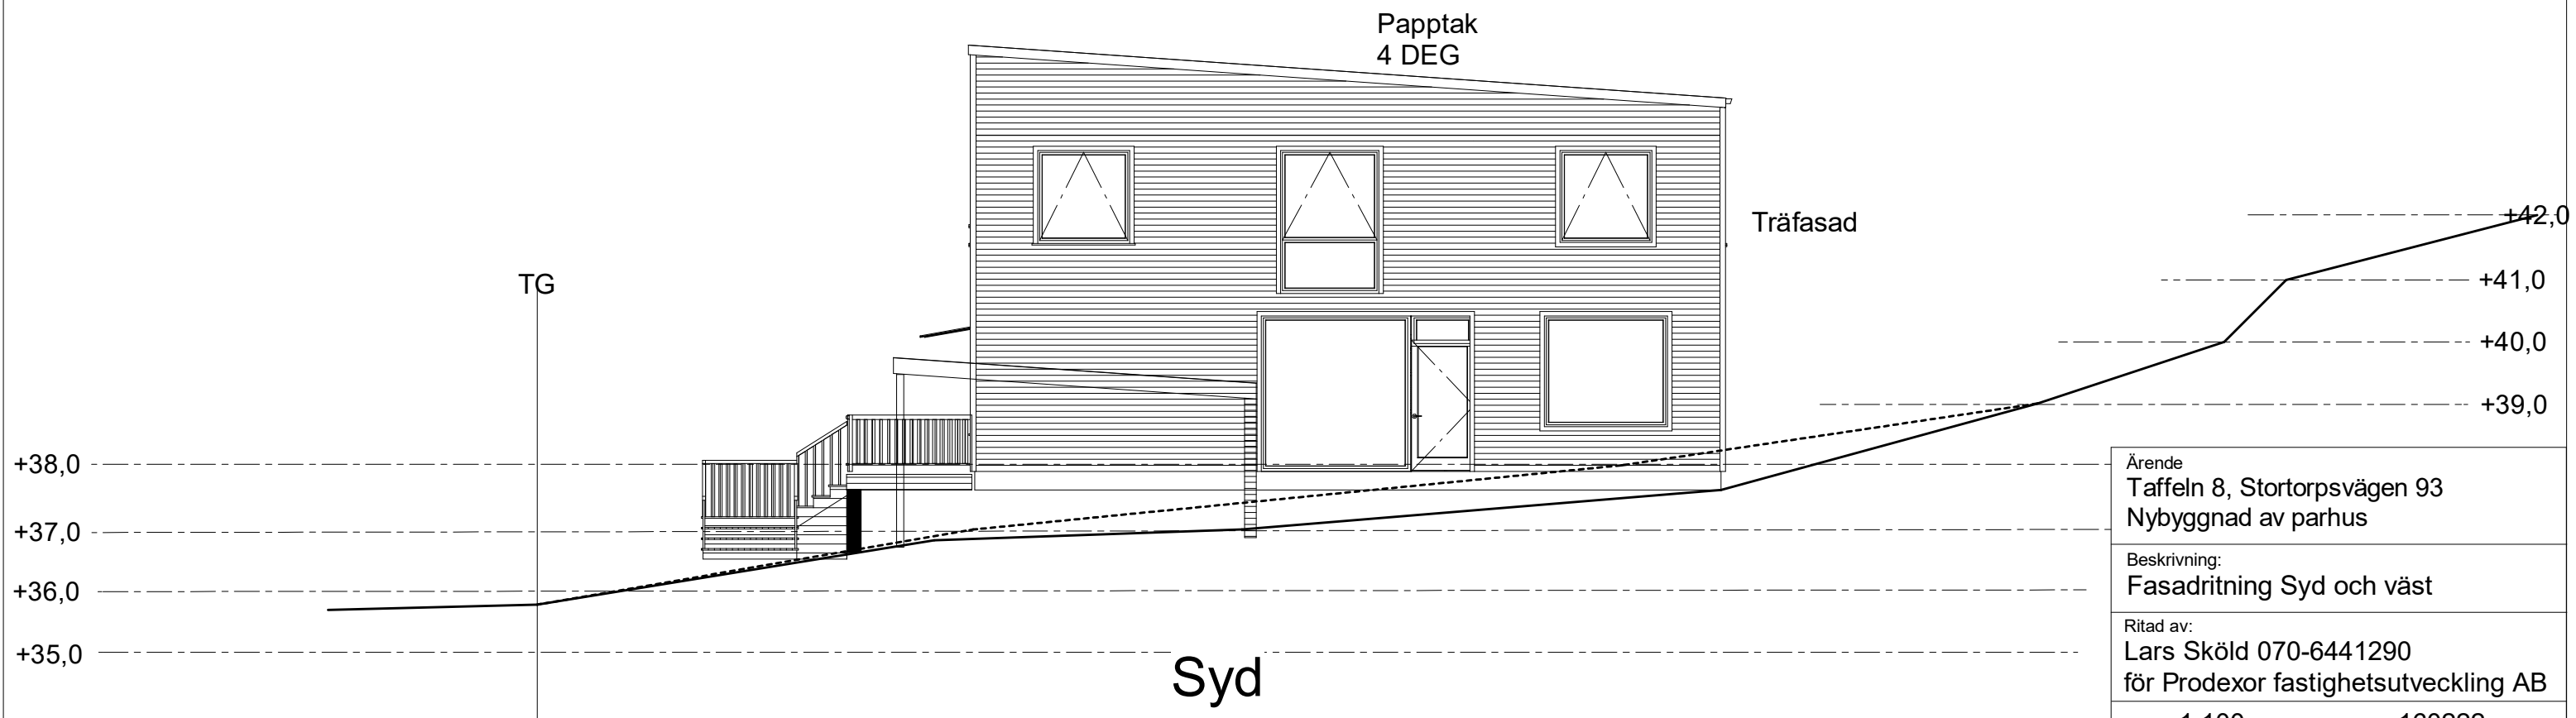 Papptak
4 DEG
Träfasad
TG
+42,0
+41,0
+40,0
+39,0
+38,0
+37,0
+36,0
+35,0
Syd
Ärende
Taffeln 8, Stortorpsvägen 93
Nybyggnad av parhus
Beskrivning:
Fasadritning Syd och väst
Ritad av:
Lars Sköld 070-6441290
för Prodexor fastighetsutveckling AB